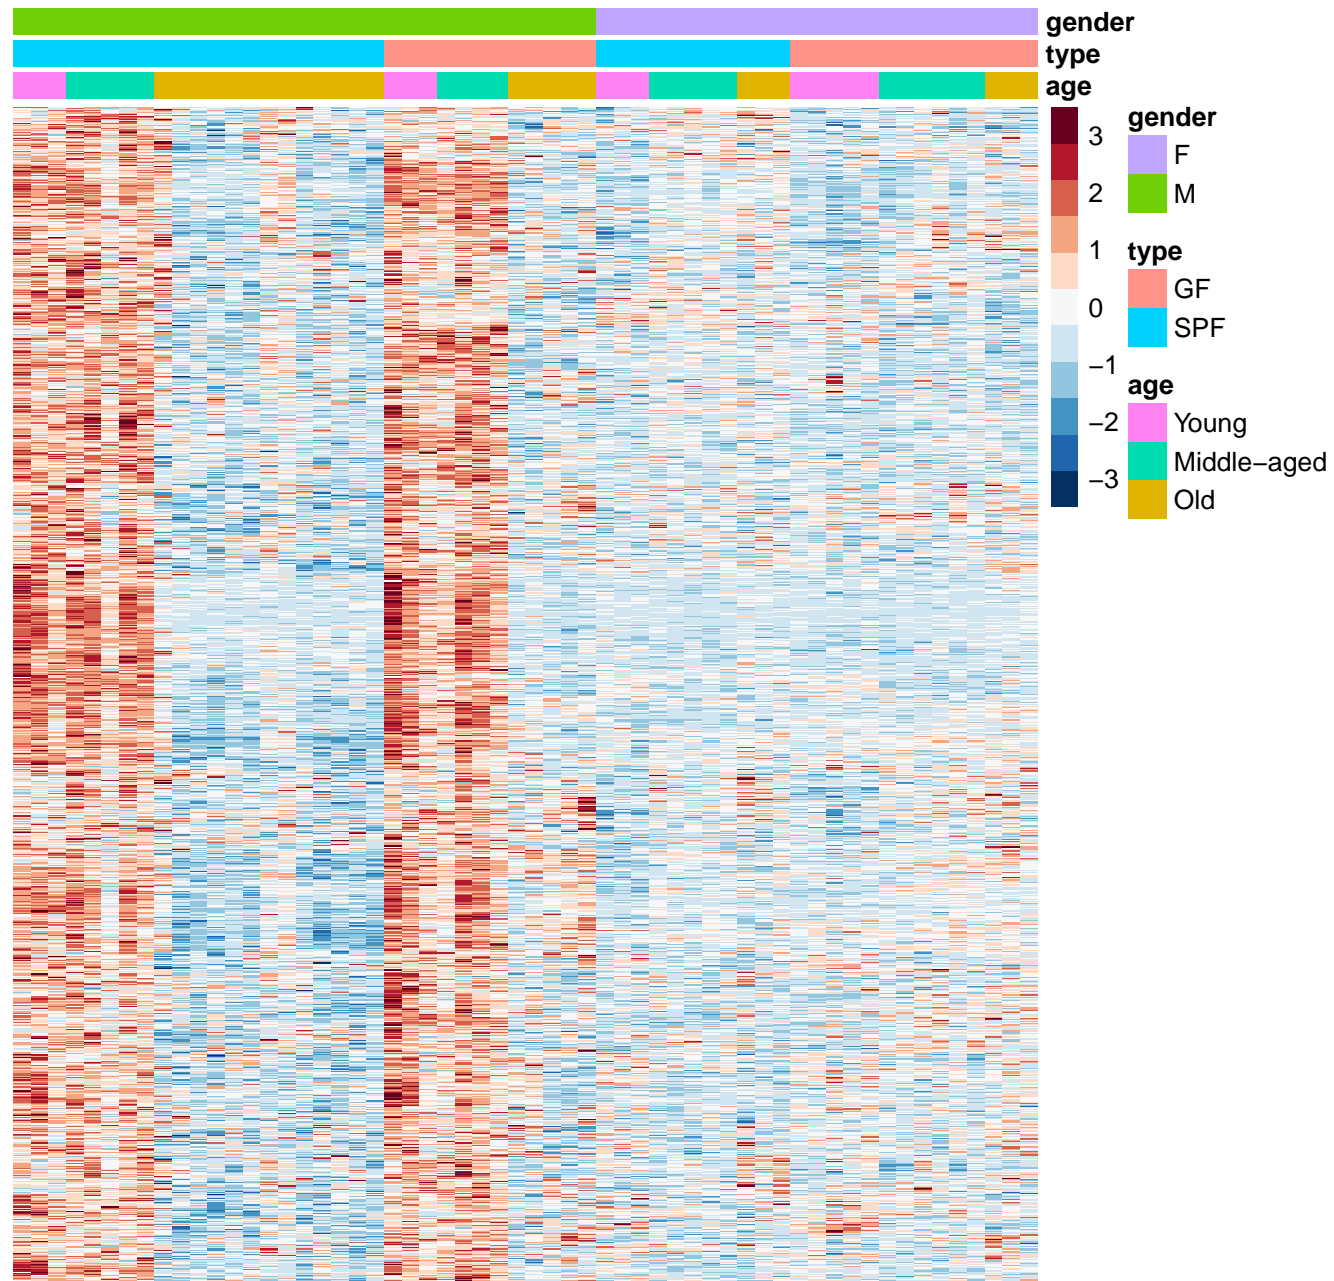 gender
type
age
3
2
1
0
−1
−2
−3
gender
F
M
type
GF
SPF
age
Young
Middle−aged
Old